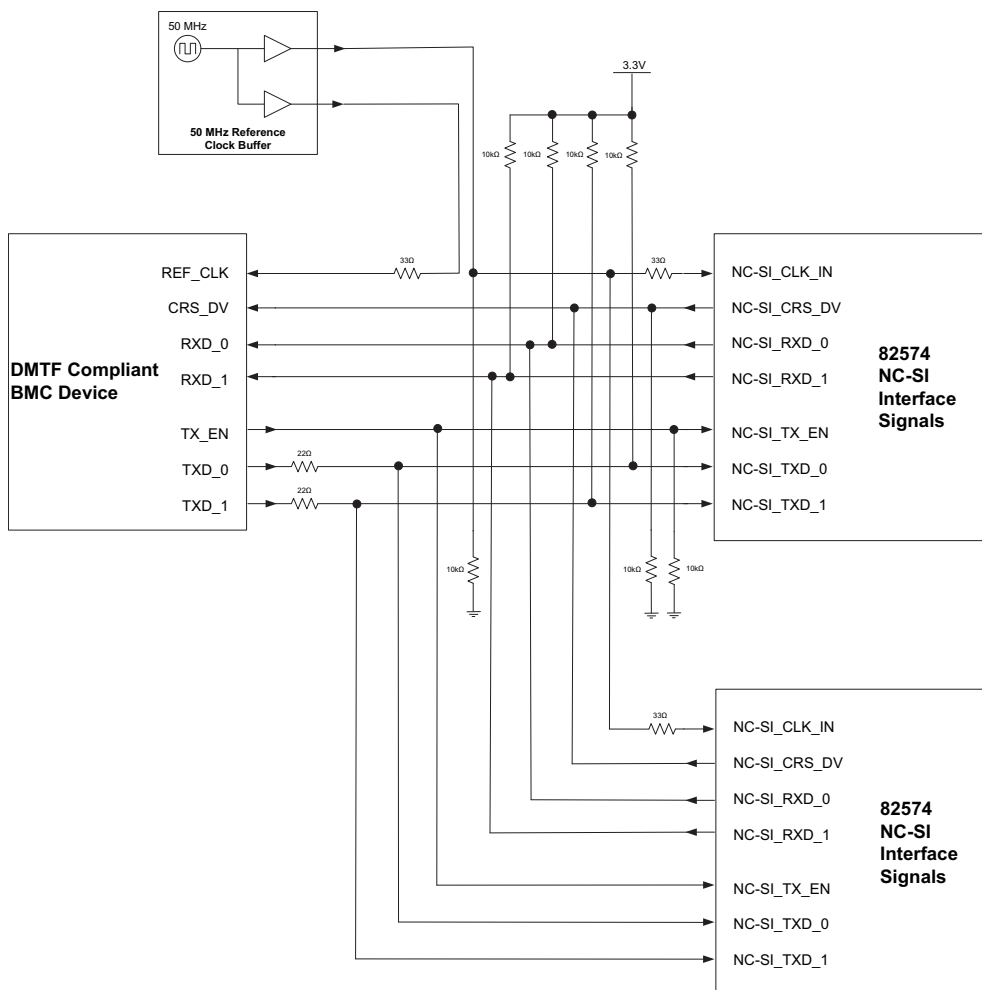 50 MHz
50 MHz Reference
Clock Buffer
3.3V
10kΩ
10kΩ
10kΩ
10kΩ
DMTF Compliant
BMC Device
REF_CLK
CRS_DV
RXD_0
RXD_1
TX_EN
TXD_0
TXD_1
33Ω
22Ω
22Ω
33Ω
NC-SI_CLK_IN
NC-SI_CRS_DV
NC-SI_RXD_0
NC-SI_RXD_1
NC-SI_TX_EN
NC-SI_TXD_0
NC-SI_TXD_1
82574
NC-SI
Interface
Signals
10kΩ
10kΩ
10kΩ
33Ω
NC-SI_CLK_IN
NC-SI_CRS_DV
NC-SI_RXD_0
NC-SI_RXD_1
NC-SI_TX_EN
NC-SI_TXD_0
NC-SI_TXD_1
82574
NC-SI
Interface
Signals